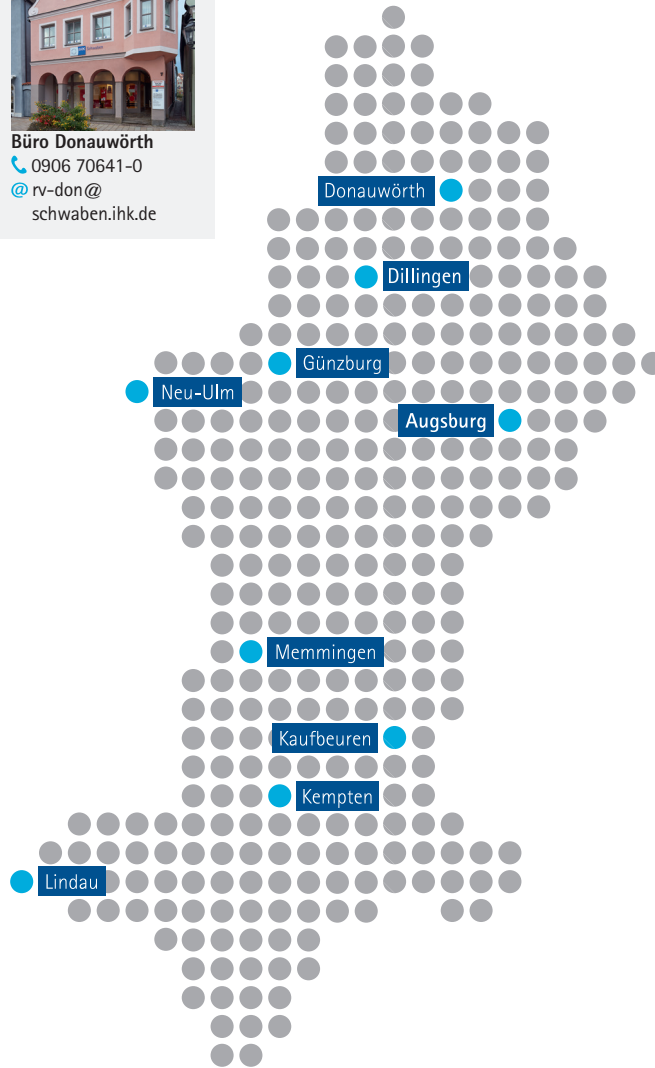 Büro Donauwörth
0906 70641-0
@ rv-don@
schwaben.ihk.de
Donauwörth
Dillingen
Günzburg
Neu-Ulm
Augsburg
Memmingen
Kaufbeuren
Kempten
Lindau